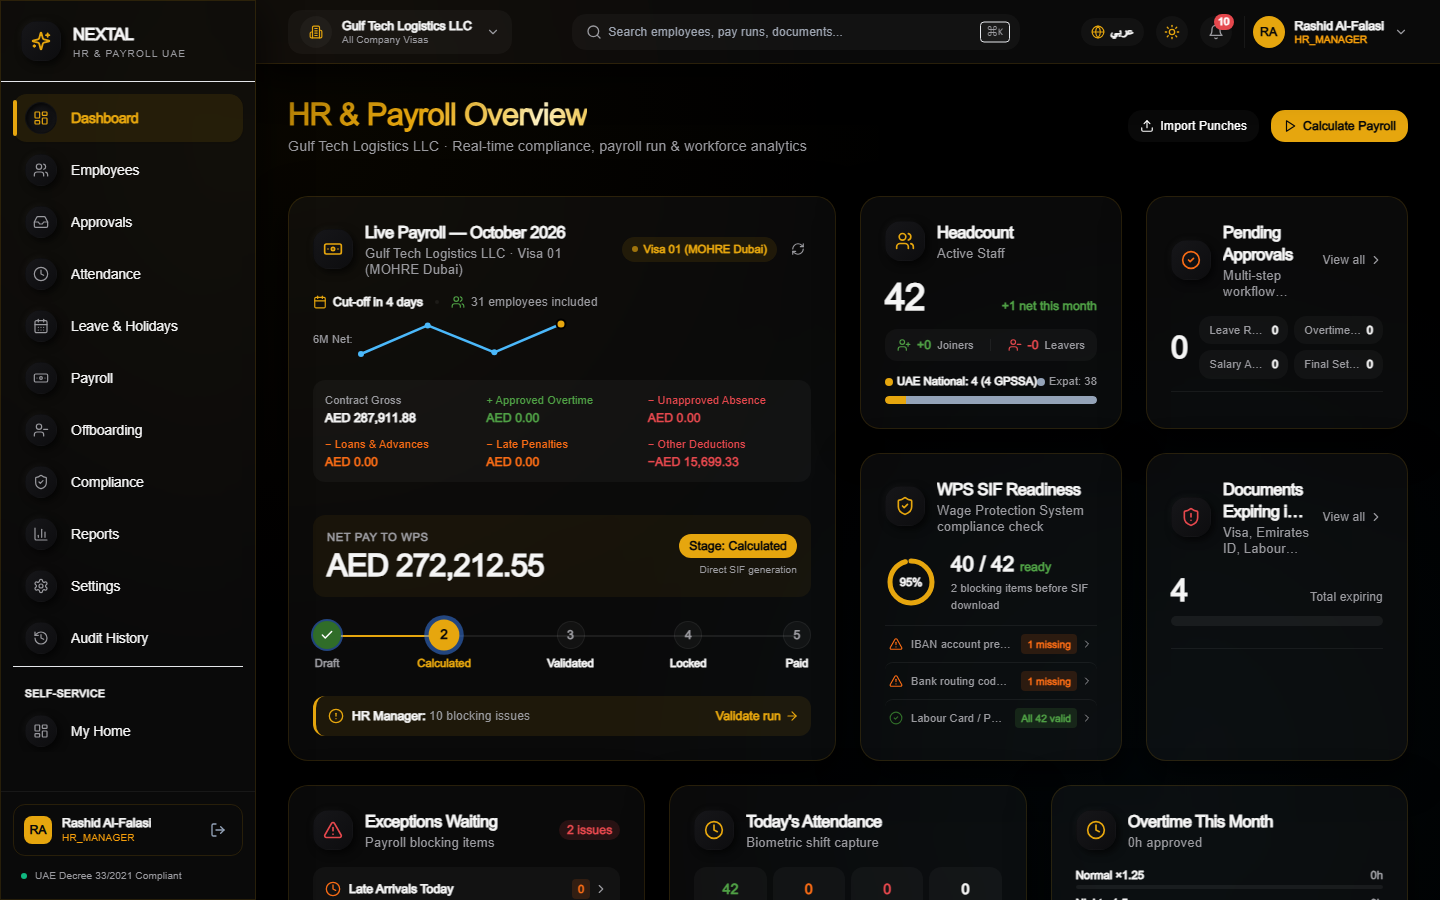 NEXTAL
HR & PAYROLL UAE
Dashboard
Employees
Approvals
Attendance
Leave & Holidays
Payroll
Offboarding
Compliance
Reports
Settings
Audit History
SELF-SERVICE
My Home
RA
Rashid Al-Falasi
HR_MANAGER
UAE Decree 33/2021 Compliant
Gulf Tech Logistics LLC
All Company Visas
Search employees, pay runs, documents...
⌘K
عربي
10
RA
Rashid Al-Falasi
HR_MANAGER
HR & Payroll Overview
Gulf Tech Logistics LLC · Real-time compliance, payroll run & workforce analytics
Import Punches
Calculate Payroll
Live Payroll — October 2026
Gulf Tech Logistics LLC · Visa 01
(MOHRE Dubai)
Visa 01 (MOHRE Dubai)
Cut-off in 4 days
31 employees included
6M Net:
Contract Gross
AED 287,911.88
+ Approved Overtime
AED 0.00
− Unapproved Absence
AED 0.00
− Loans & Advances
AED 0.00
− Late Penalties
AED 0.00
− Other Deductions
−AED 15,699.33
NET PAY TO WPS
AED 272,212.55
Stage: Calculated
Direct SIF generation
2
3
4
5
Draft
Calculated
Validated
Locked
Paid
HR Manager: 10 blocking issues
Validate run
Headcount
Active Staff
42
+1 net this month
+0 Joiners
-0 Leavers
UAE National: 4 (4 GPSSA)
Expat: 38
Pending
Approvals
Multi-step
workflow...
View all
0
Leave R... 0
Overtime... 0
Salary A... 0
Final Set... 0
WPS SIF Readiness
Wage Protection System
compliance check
95%
40 / 42 ready
2 blocking items before SIF
download
IBAN account pre... 1 missing
Bank routing cod... 1 missing
Labour Card / P... All 42 valid
Documents
Expiring i...
Visa, Emirates
ID, Labour...
View all
4
Total expiring
Exceptions Waiting
Payroll blocking items
2 issues
Late Arrivals Today
0
Today's Attendance
Biometric shift capture
42
0
0
0
Overtime This Month
0h approved
Normal ×1.25
0h